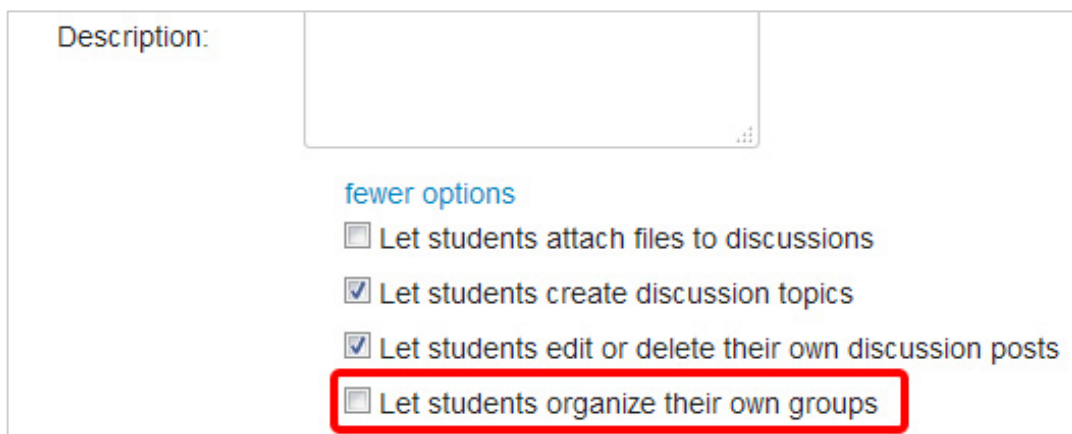 Description:
fewer options
Let students attach files to discussions
Let students create discussion topics
Let students edit or delete their own discussion posts
Let students organize their own groups